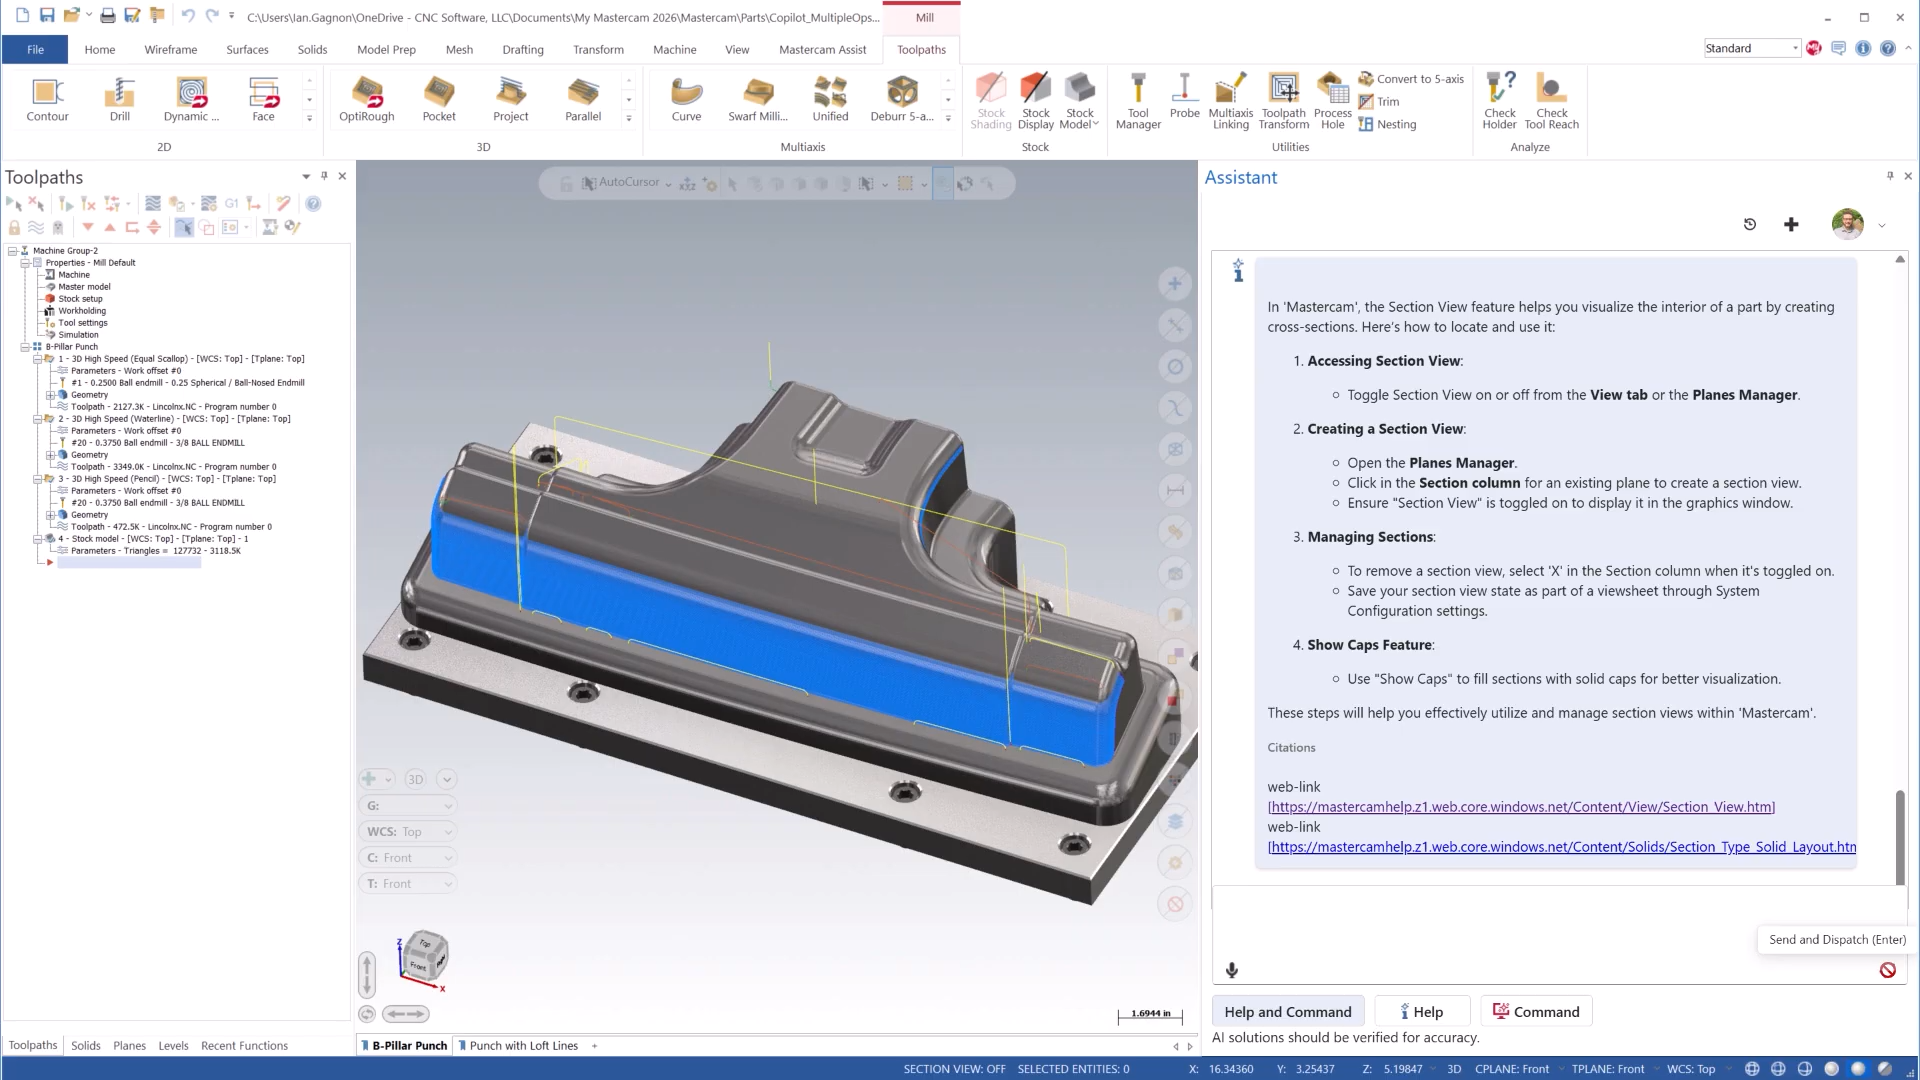 C:\Users\Ian.Gagnon\OneDrive - CNC Software, LLC\Documents\My Mastercam 2026\Mastercam\Parts\Copilot_MultipleOps...
Mill
File Home Wireframe Surfaces Solids Model Prep Mesh Drafting Transform Machine View Mastercam Assist Toolpaths
Standard
Contour Drill Dynamic ... Face
2D
OptiRough Pocket Project Parallel
3D
Curve Swarf Milli... Unified Deburr 5-a...
Multiaxis
Stock Shading Stock Display Stock Model
Stock
Tool Manager Probe Multiaxis Linking Toolpath Transform Process Hole
Convert to 5-axis
Trim
Nesting
Utilities
Check Holder Check Tool Reach
Analyze
Toolpaths
G1
Machine Group-2
Properties - Mill Default
Machine
Master model
Stock setup
Workholding
Tool settings
Simulation
B-Pillar Punch
1 - 3D High Speed (Equal Scallop) - [WCS: Top] - [Tplane: Top]
Parameters - Work offset #0
#1 - 0.2500 Ball endmill - 0.25 Spherical / Ball-Nosed Endmill
Geometry
Toolpath - 2127.3K - Lincolnx.NC - Program number 0
2 - 3D High Speed (Waterline) - [WCS: Top] - [Tplane: Top]
Parameters - Work offset #0
#20 - 0.3750 Ball endmill - 3/8 BALL ENDMILL
Geometry
Toolpath - 3349.0K - Lincolnx.NC - Program number 0
3 - 3D High Speed (Pencil) - [WCS: Top] - [Tplane: Top]
Parameters - Work offset #0
#20 - 0.3750 Ball endmill - 3/8 BALL ENDMILL
Geometry
Toolpath - 472.5K - Lincolnx.NC - Program number 0
4 - Stock model - [WCS: Top] - [Tplane: Top] - 1
Parameters - Triangles = 127732 - 3118.5K
Toolpaths Solids Planes Levels Recent Functions
AutoCursor
3D
G:
WCS: Top
C: Front
T: Front
Top
Front
Z
X
1.6944 in
B-Pillar Punch Punch with Loft Lines +
Assistant
In 'Mastercam', the Section View feature helps you visualize the interior of a part by creating
cross-sections. Here's how to locate and use it:
1. Accessing Section View:
Toggle Section View on or off from the View tab or the Planes Manager.
2. Creating a Section View:
Open the Planes Manager.
Click in the Section column for an existing plane to create a section view.
Ensure "Section View" is toggled on to display it in the graphics window.
3. Managing Sections:
To remove a section view, select 'X' in the Section column when it's toggled on.
Save your section view state as part of a viewsheet through System
Configuration settings.
4. Show Caps Feature:
Use "Show Caps" to fill sections with solid caps for better visualization.
These steps will help you effectively utilize and manage section views within 'Mastercam'.
Citations
web-link
[https://mastercamhelp.z1.web.core.windows.net/Content/View/Section_View.htm]
web-link
[https://mastercamhelp.z1.web.core.windows.net/Content/Solids/Section_Type_Solid_Layout.htm
Send and Dispatch (Enter)
Help and Command Help Command
AI solutions should be verified for accuracy.
SECTION VIEW: OFF SELECTED ENTITIES: 0 X: 16.34360 Y: 3.25437 Z: 5.19847 3D CPLANE: Front TPLANE: Front WCS: Top